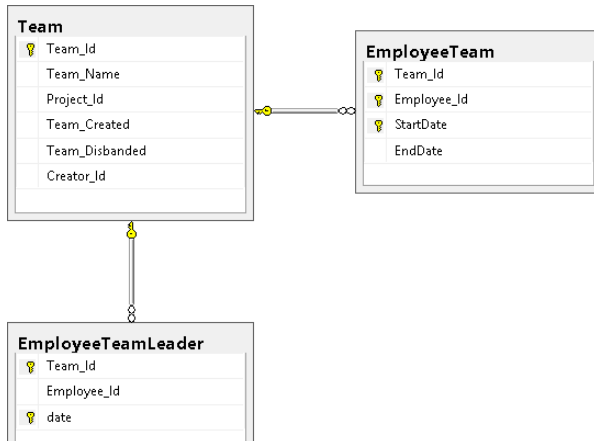 Team
Team_Id
Team_Name
Project_Id
Team_Created
Team_Disbanded
Creator_Id
EmployeeTeam
Team_Id
Employee_Id
StartDate
EndDate
EmployeeTeamLeader
Team_Id
Employee_Id
date